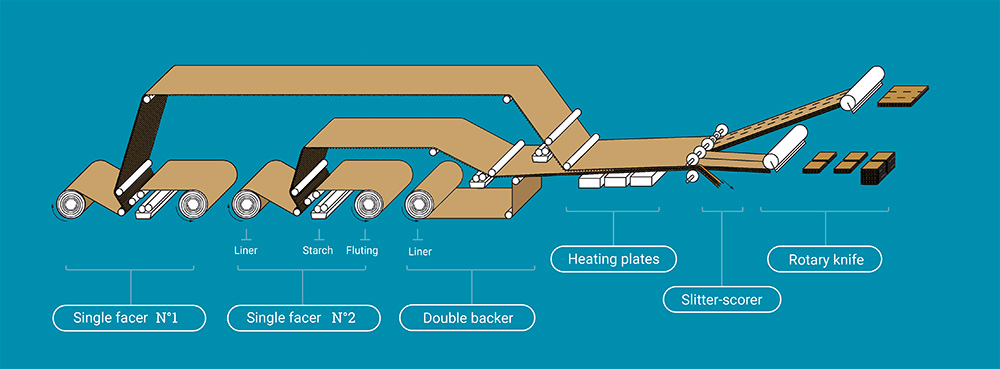 Liner
Starch
Fluting
Liner
Heating plates
Rotary knife
Slitter-scorer
Single facer N°1
Single facer N°2
Double backer